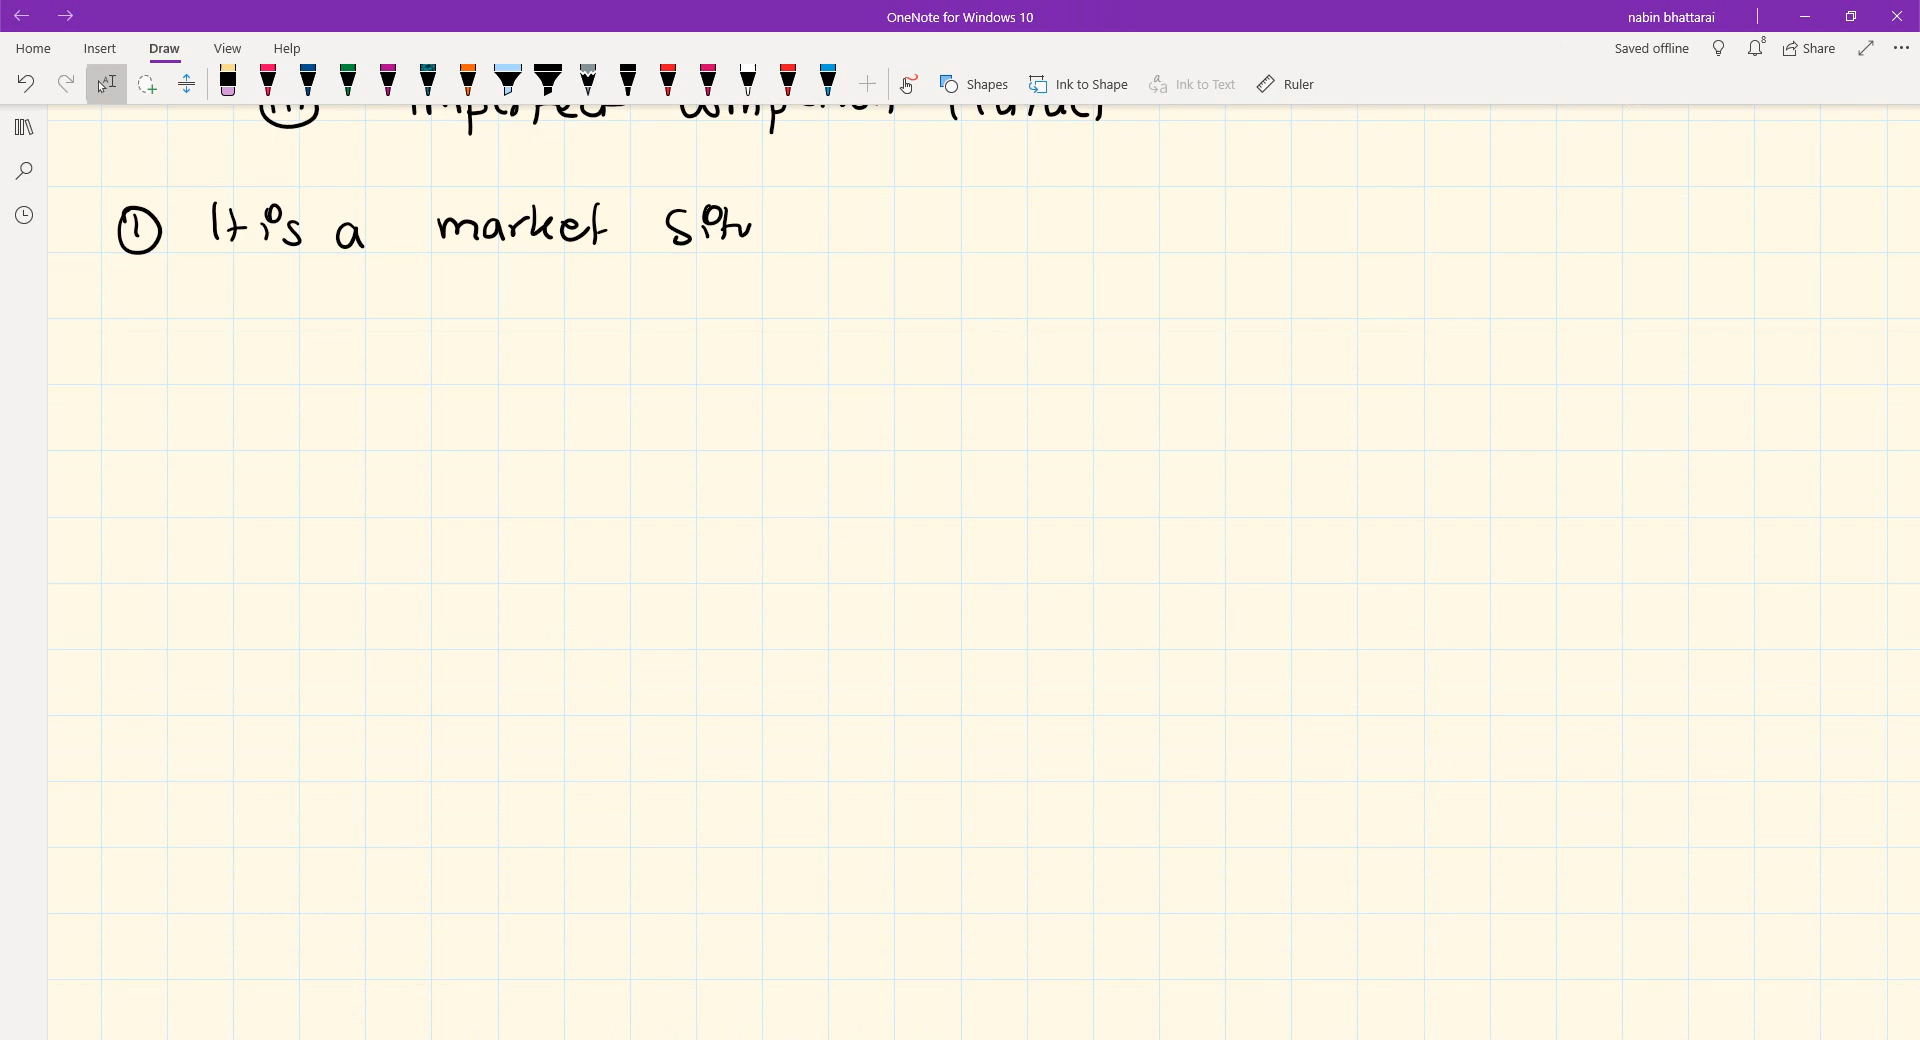 OneNote for Windows 10
nabin bhattarai
Home Insert Draw View Help
Saved offline
8
Share
Shapes
Ink to Shape
Ink to Text
Ruler
① It is a market situ